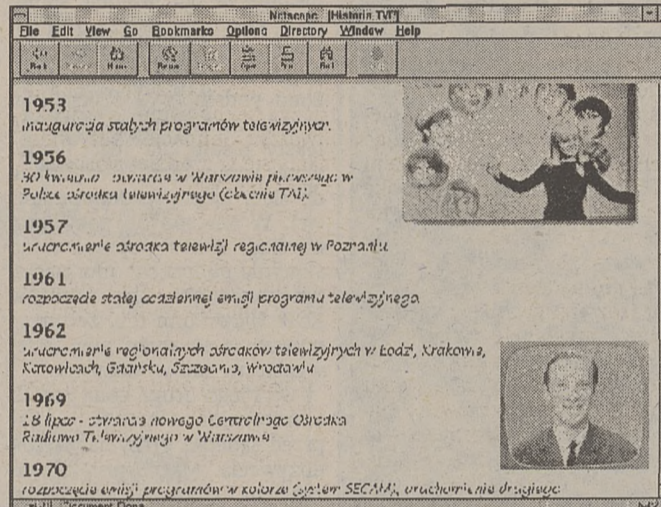 Netscape - [Historia TVP]
File Edit View Go Bookmarks Options Directory Window Help
1953
inauguracja stałych programów telewizyjnych.
1956
30 kwietnia - otwarcie w Warszawie pierwszego w
Polsce ośrodka telewizyjnego (obecnie TAI).
1957
uruchomienie ośrodka telewizji regionalnej w Poznaniu
1961
rozpoczęcie stałej codziennej emisji programu telewizyjnego
1962
uruchomienie regionalnych ośrodków telewizyjnych w Łodzi, Krakowie,
Katowicach, Gdańsku, Szczecinie, Wrocławiu
1969
18 lipca - otwarcie nowego Centralnego Ośrodka
Radiowo Telewizyjnego w Warszawie
1970
rozpoczęcie emisji programów w kolorze (system SECAM), uruchomienie drugiego
Document: Done